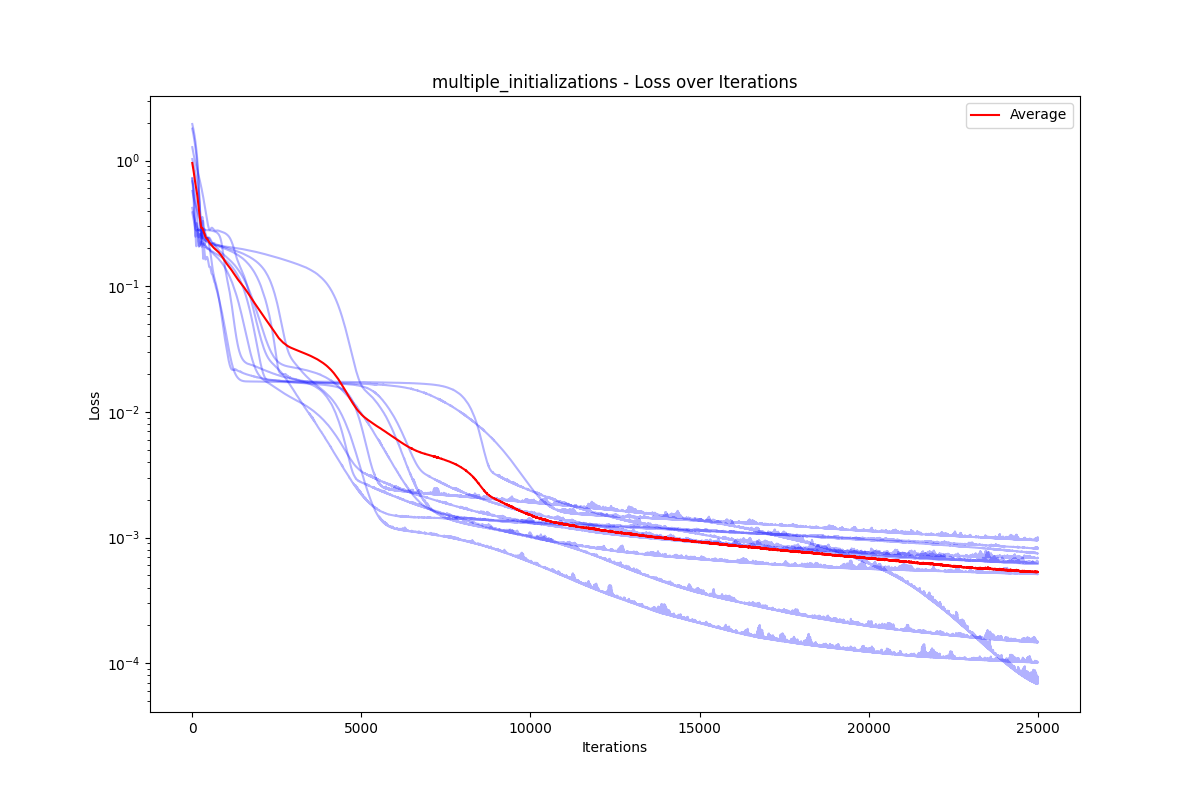 multiple_initializations - Loss over Iterations
Average
10⁰
10⁻¹
10⁻²
10⁻³
10⁻⁴
Loss
0 5000 10000 15000 20000 25000
Iterations